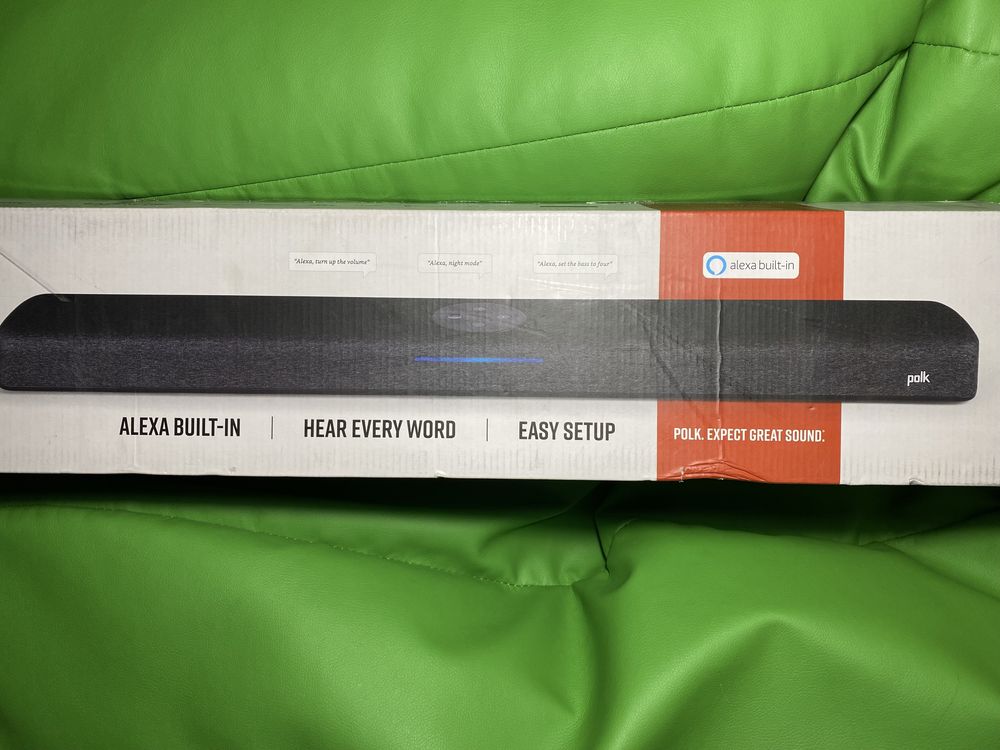 "Alexa, turn up the volume"
"Alexa, night mode"
"Alexa, set the bass to four"
alexa built-in
polk
ALEXA BUILT-IN | HEAR EVERY WORD | EASY SETUP
POLK. EXPECT GREAT SOUND.